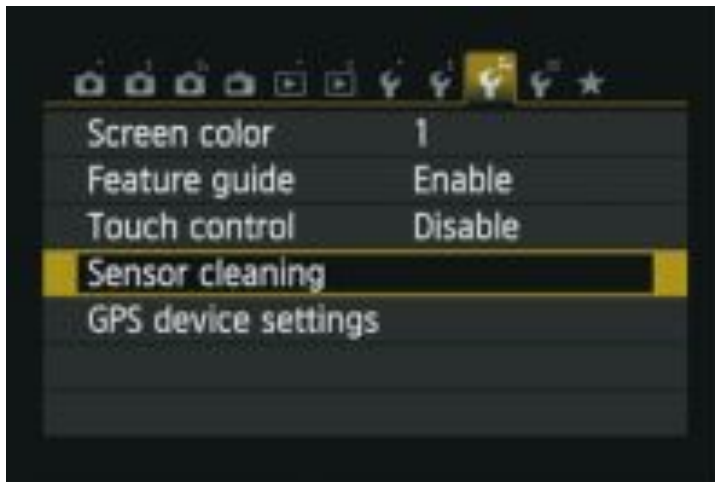 Screen color 1
Feature guide Enable
Touch control Disable
Sensor cleaning
GPS device settings